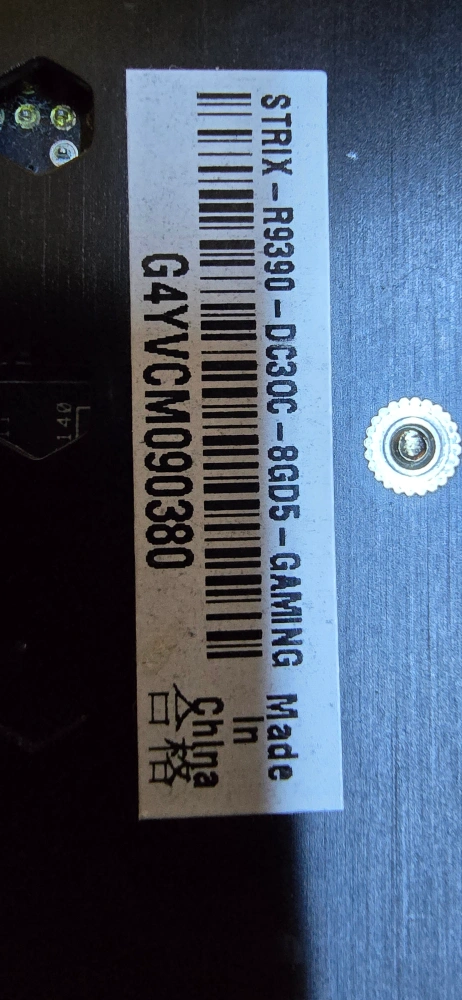 STRIX-R9390-DC3OC-8GD5-GAMING
G4YVCM090380
Made
in
China
合格
140